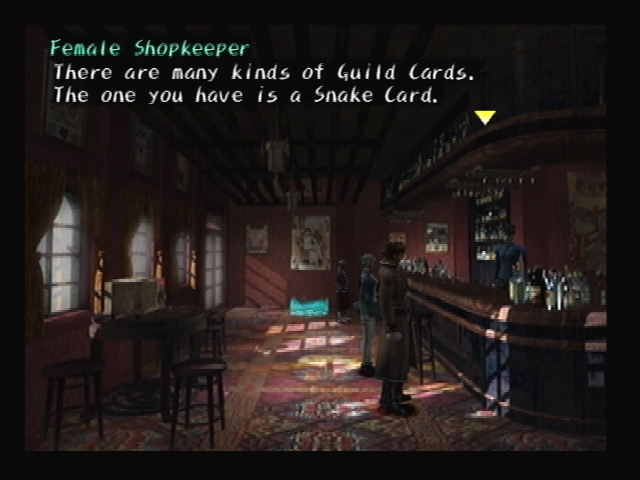 Female Shopkeeper
There are many kinds of Guild Cards.
The one you have is a Snake Card.